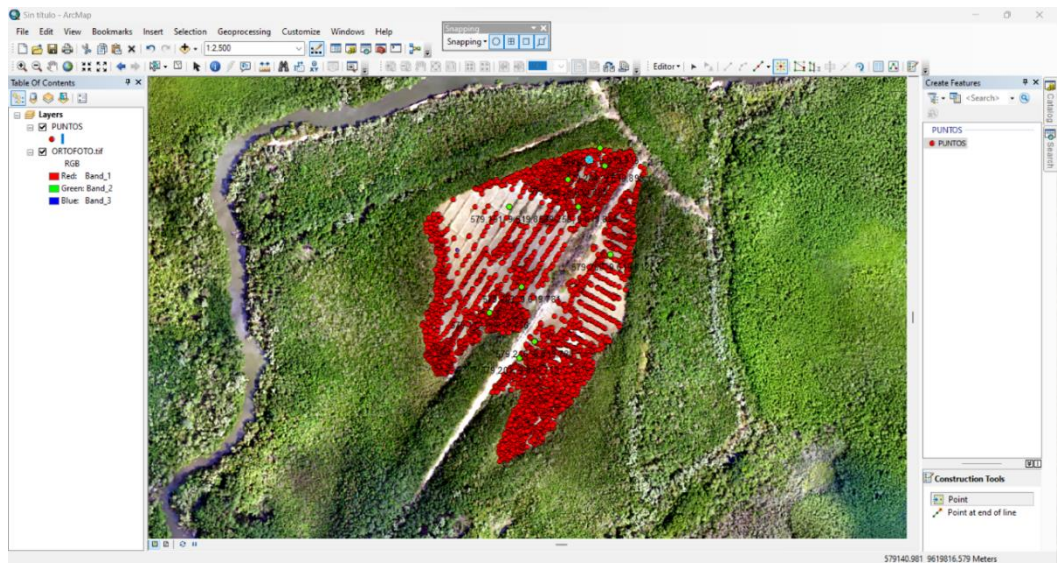 Sin título - ArcMap
File Edit View Bookmarks Insert Selection Geoprocessing Customize Windows Help
Snapping
Snapping
1:2.500
Editor
Table Of Contents
Layers
PUNTOS
ORTOFOTO.tif
RGB
Red: Band_1
Green: Band_2
Blue: Band_3
Create Features
<Search>
PUNTOS
PUNTOS
Catalog
Search
Construction Tools
Point
Point at end of line
579140.981 9619816.579 Meters